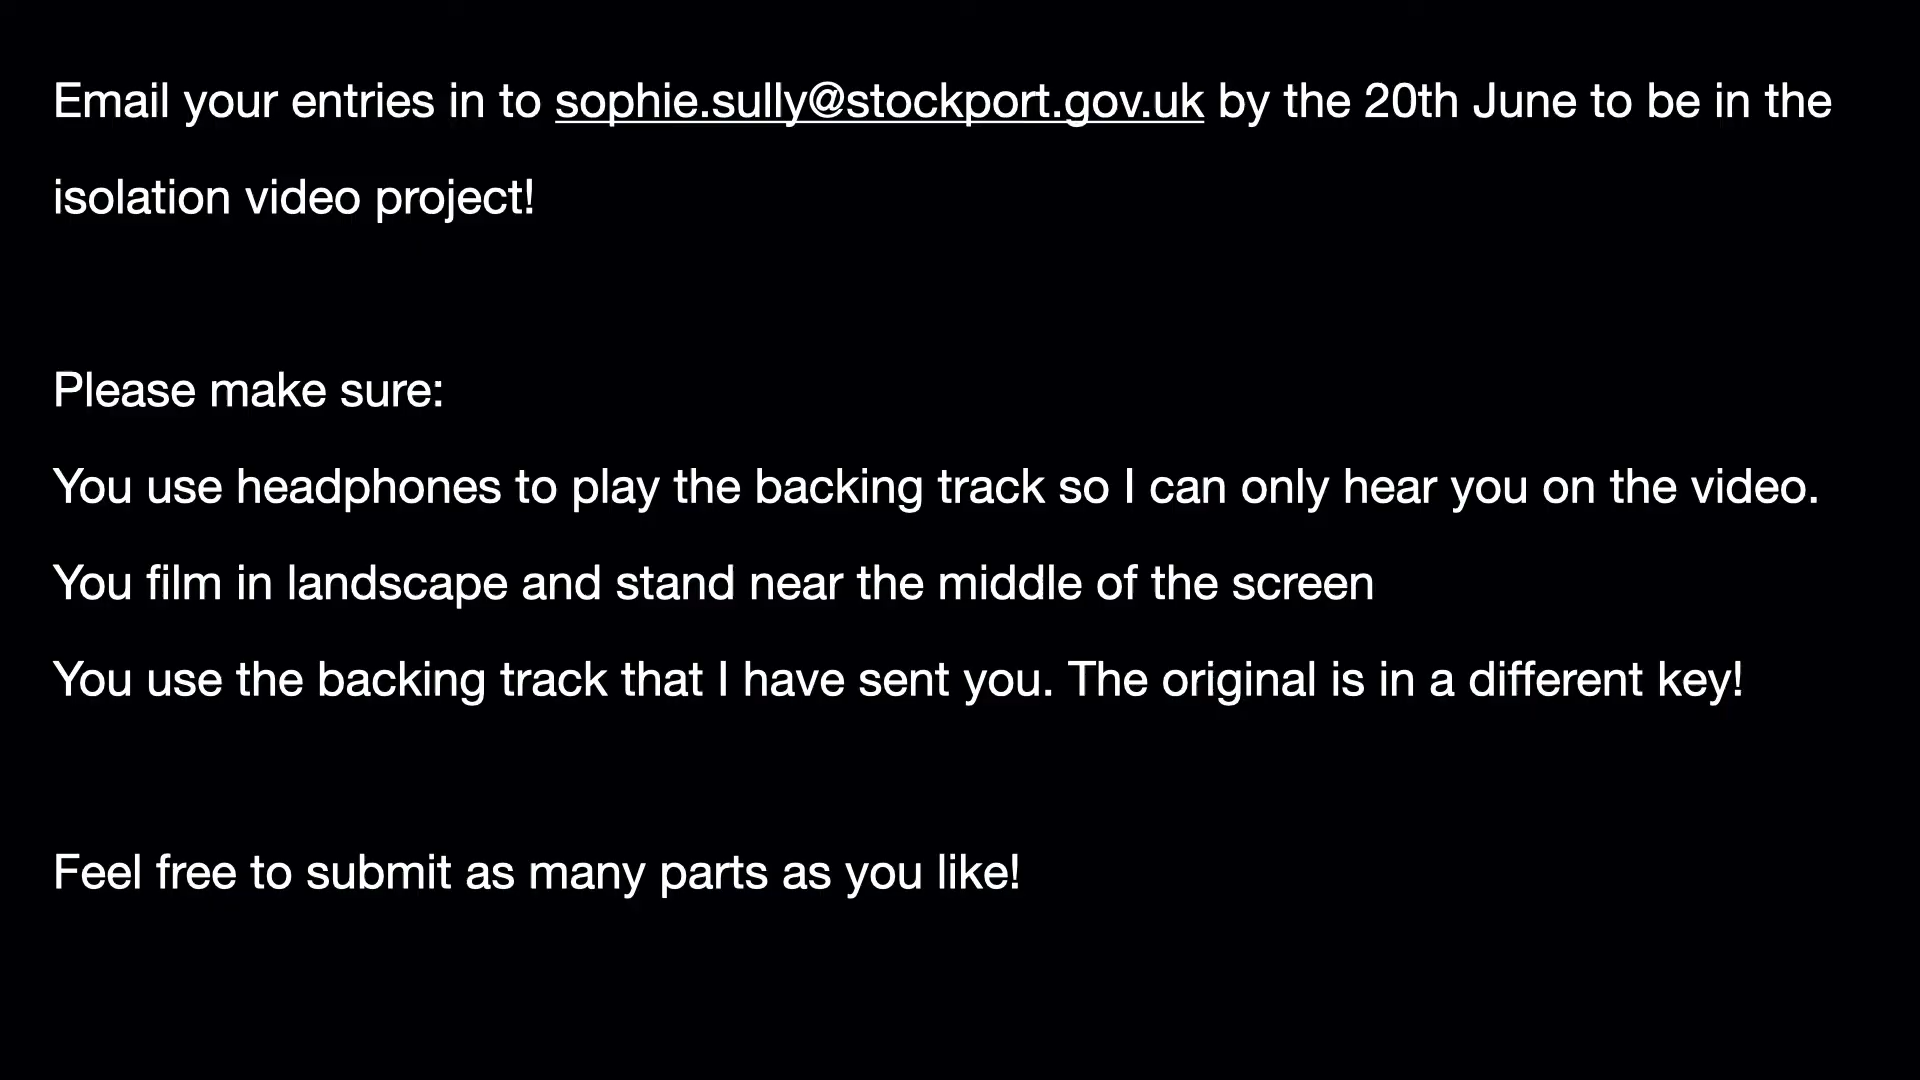 Email your entries in to sophie.sully@stockport.gov.uk by the 20th June to be in the
isolation video project!
Please make sure:
You use headphones to play the backing track so I can only hear you on the video.
You film in landscape and stand near the middle of the screen
You use the backing track that I have sent you. The original is in a different key!
Feel free to submit as many parts as you like!